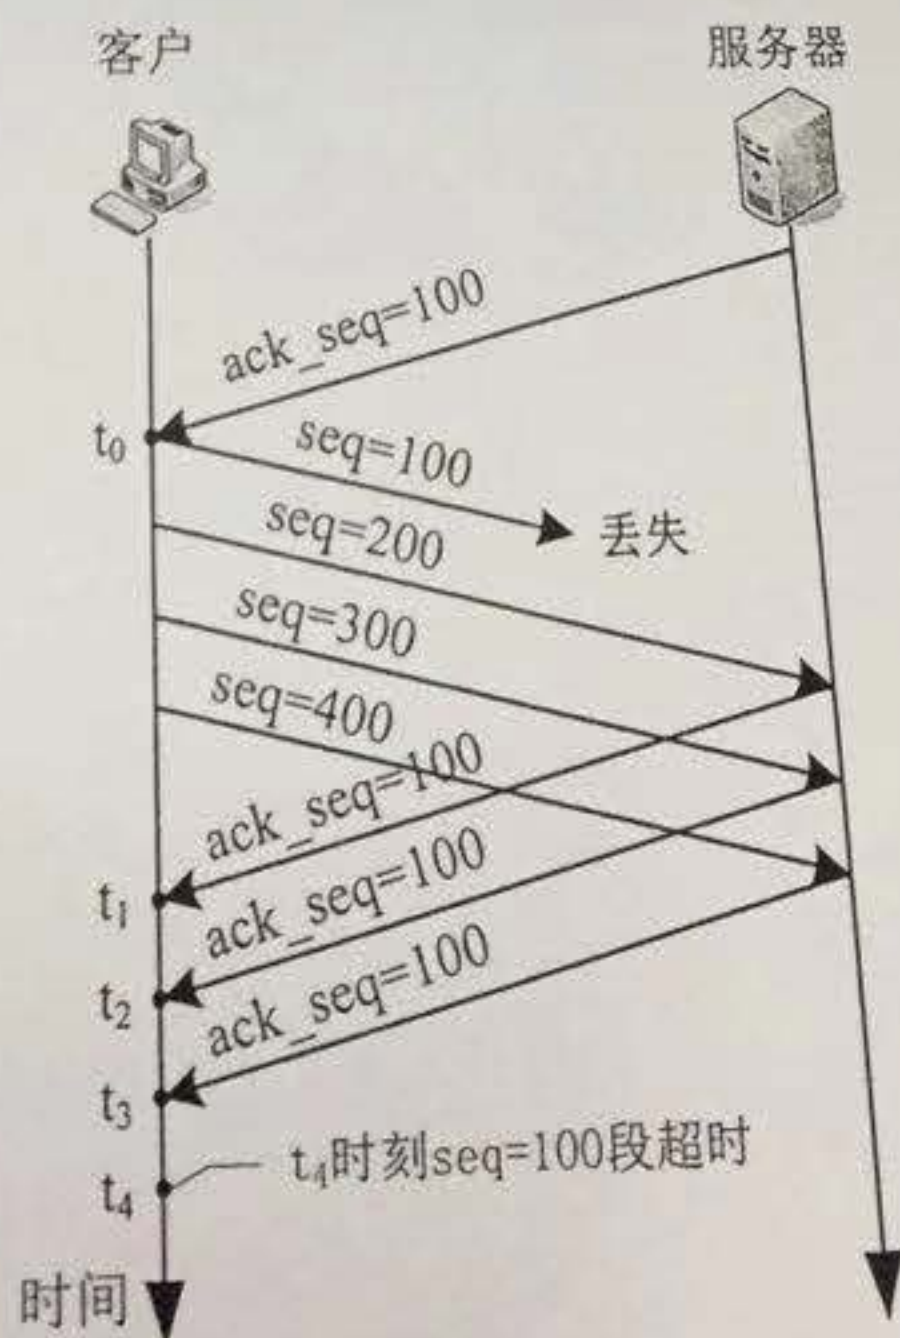 客户
服务器
ack_seq=100
t₀
seq=100
丢失
seq=200
seq=300
seq=400
ack_seq=100
t₁
ack_seq=100
t₂
ack_seq=100
t₃
t₄时刻seq=100段超时
t₄
时间